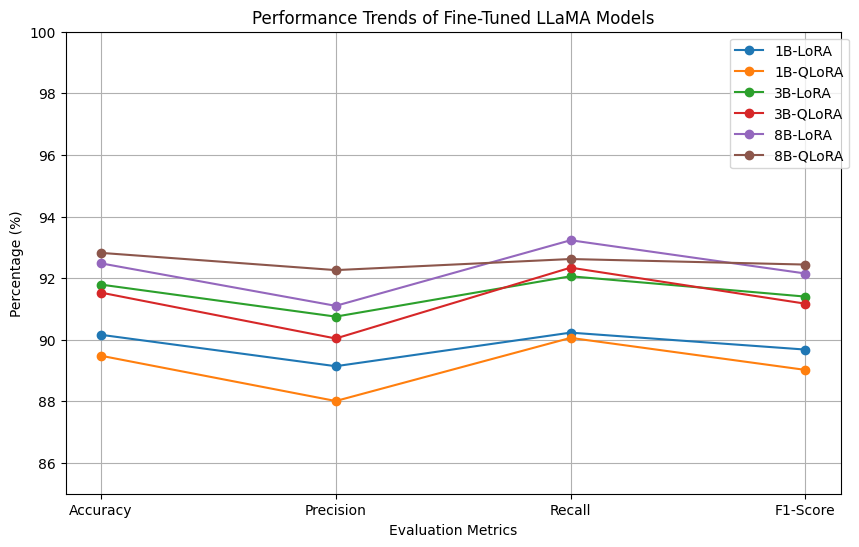 Performance Trends of Fine-Tuned LLaMA Models
100
98
96
94
92
90
88
86
Percentage (%)
1B-LoRA
1B-QLoRA
3B-LoRA
3B-QLoRA
8B-LoRA
8B-QLoRA
Accuracy
Precision
Recall
F1-Score
Evaluation Metrics